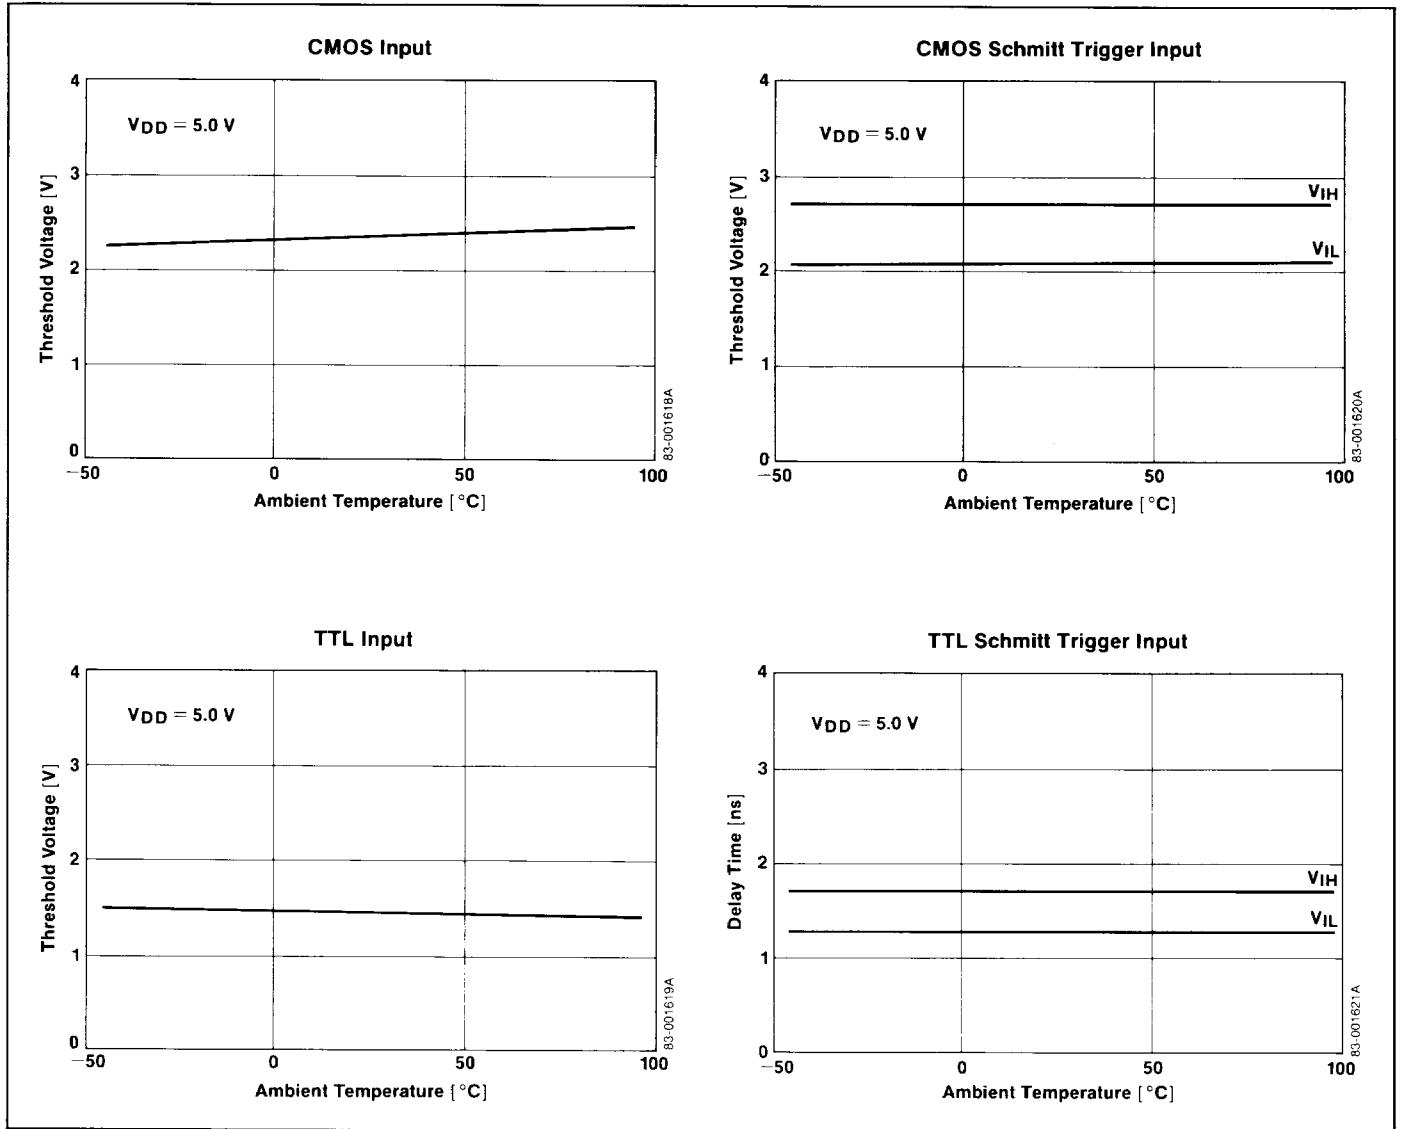 CMOS Input
4
3
2
1
0
Threshold Voltage [V]
VDD = 5.0 V
−50
0
50
100
Ambient Temperature [°C]
83-001618A
CMOS Schmitt Trigger Input
4
3
2
1
0
Threshold Voltage [V]
VDD = 5.0 V
VIH
VIL
−50
0
50
100
Ambient Temperature [°C]
83-001620A
TTL Input
4
3
2
1
0
Threshold Voltage [V]
VDD = 5.0 V
−50
0
50
100
Ambient Temperature [°C]
83-001619A
TTL Schmitt Trigger Input
4
3
2
1
0
Delay Time [ns]
VDD = 5.0 V
VIH
VIL
−50
0
50
100
Ambient Temperature [°C]
83-001621A